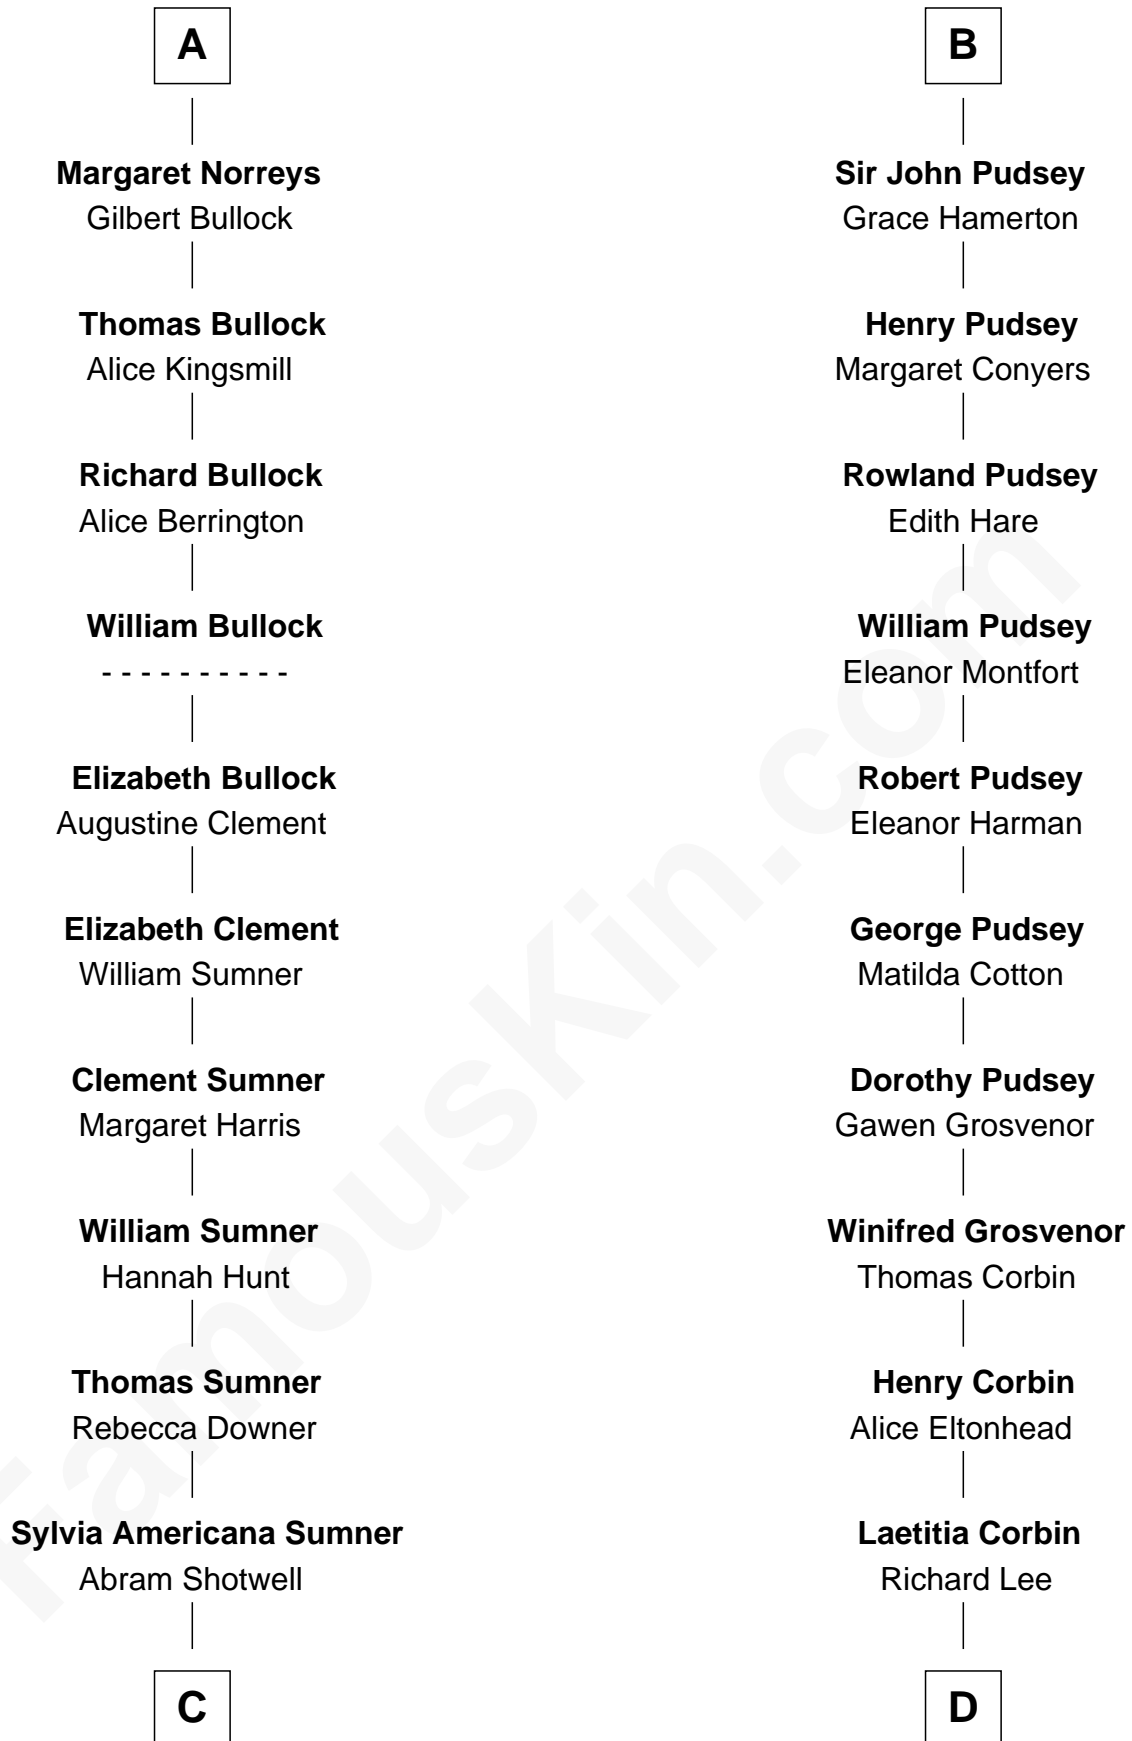 A
Margaret Norreys
Gilbert Bullock
Thomas Bullock
Alice Kingsmill
Richard Bullock
Alice Berrington
William Bullock
- - - - - - - - - -
Elizabeth Bullock
Augustine Clement
Elizabeth Clement
William Sumner
Clement Sumner
Margaret Harris
William Sumner
Hannah Hunt
Thomas Sumner
Rebecca Downer
Sylvia Americana Sumner
Abram Shotwell
C
B
Sir John Pudsey
Grace Hamerton
Henry Pudsey
Margaret Conyers
Rowland Pudsey
Edith Hare
William Pudsey
Eleanor Montfort
Robert Pudsey
Eleanor Harman
George Pudsey
Matilda Cotton
Dorothy Pudsey
Gawen Grosvenor
Winifred Grosvenor
Thomas Corbin
Henry Corbin
Alice Eltonhead
Laetitia Corbin
Richard Lee
D
FamousKin.com